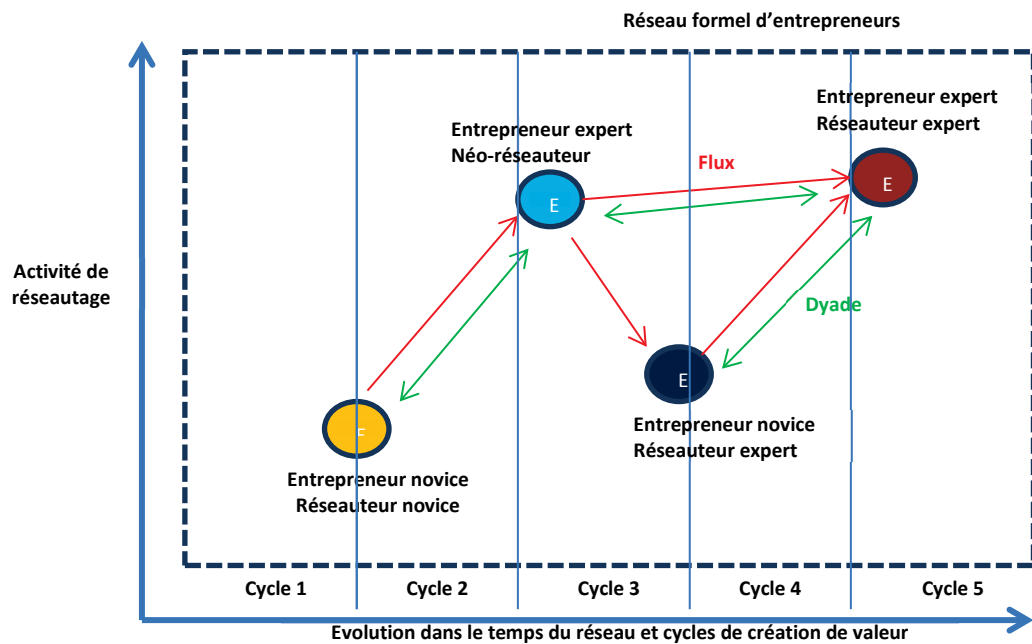 Réseau formel d’entrepreneurs
Entrepreneur expert
Réseauteur expert
Entrepreneur expert
Néo-réseauteur
Flux
E
E
Activité de
réseautage
Dyade
E
Entrepreneur novice
Réseauteur expert
E
Entrepreneur novice
Réseauteur novice
Cycle 1
Cycle 2
Cycle 3
Cycle 4
Cycle 5
Evolution dans le temps du réseau et cycles de création de valeur